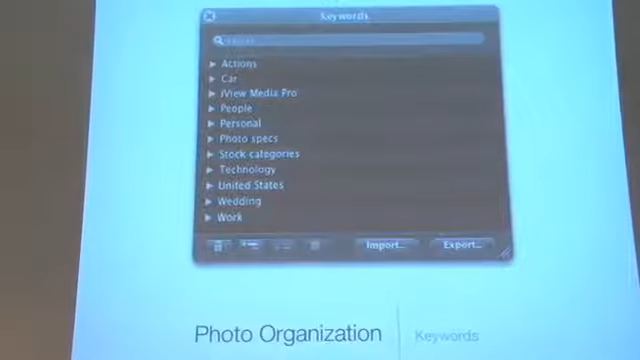 Keywords
Actions
Car
iView Media Pro
People
Personal
Photo specs
Stock categories
Technology
United States
Wedding
Work
Import...
Export...
Photo Organization
Keywords